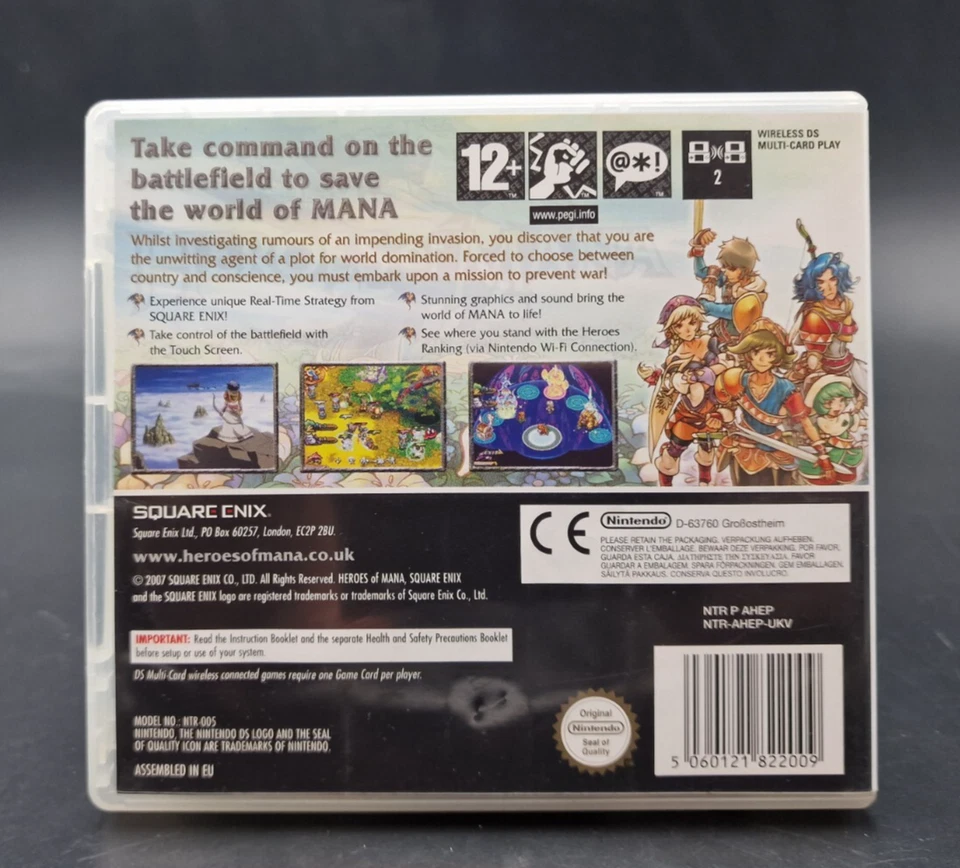 Take command on the
battlefield to save
the world of MANA
12+
www.pegi.info
@*!
2
WIRELESS DS
MULTI-CARD PLAY
Whilst investigating rumours of an impending invasion, you discover that you are
the unwitting agent of a plot for world domination. Forced to choose between
country and conscience, you must embark upon a mission to prevent war!
Experience unique Real-Time Strategy from
SQUARE ENIX!
Take control of the battlefield with
the Touch Screen.
Stunning graphics and sound bring the
world of MANA to life!
See where you stand with the Heroes
Ranking (via Nintendo Wi-Fi Connection).
SQUARE ENIX.
Square Enix Ltd., PO Box 60257, London, EC2P 2BU.
www.heroesofmana.co.uk
© 2007 SQUARE ENIX CO., LTD. All Rights Reserved. HEROES of MANA, SQUARE ENIX
and the SQUARE ENIX logo are registered trademarks or trademarks of Square Enix Co., Ltd.
IMPORTANT: Read the Instruction Booklet and the separate Health and Safety Precautions Booklet
before setup or use of your system.
DS Multi-Card wireless connected games require one Game Card per player.
MODEL NO.: NTR-005
NINTENDO, THE NINTENDO DS LOGO AND THE SEAL
OF QUALITY ICON ARE TRADEMARKS OF NINTENDO.
ASSEMBLED IN EU
CE
Nintendo D-63760 Großostheim
PLEASE RETAIN THE PACKAGING. VERPACKUNG AUFHEBEN.
CONSERVER L'EMBALLAGE. BEWAAR DEZE VERPAKKING. POR FAVOR,
GUARDA ESTA CAJA. ΔΙΑΤΗΡΗΣΤΕ ΤΗΝ ΣΥΣΚΕΥΑΣΙΑ. FAVOR
GUARDAR A EMBALAGEM. SPARA FÖRPACKNINGEN. GEM EMBALLAGEN.
SÄILYTÄ PAKKAUS. CONSERVA QUESTO INVOLUCRO.
NTR P AHEP
NTR-AHEP-UKV
Original
Nintendo
Seal of
Quality
5 060121 822009